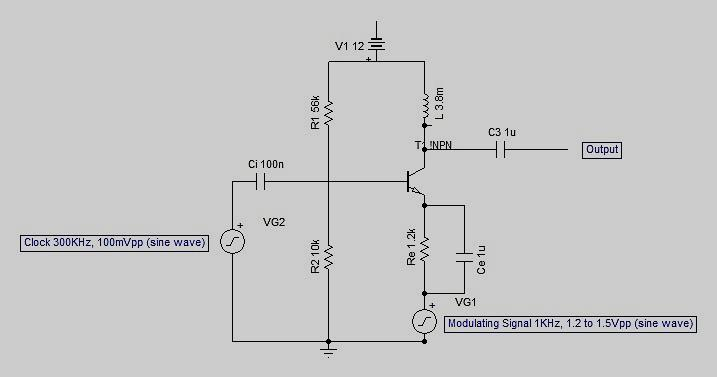 V1 12
R1 56k
L 3.8m
C3 1u
T !NPN
Output
Ci 100n
VG2
Clock 300KHz, 100mVpp (sine wave)
R2 10k
Re 1.2k
Ce 1u
VG1
Modulating Signal 1KHz, 1.2 to 1.5Vpp (sine wave)